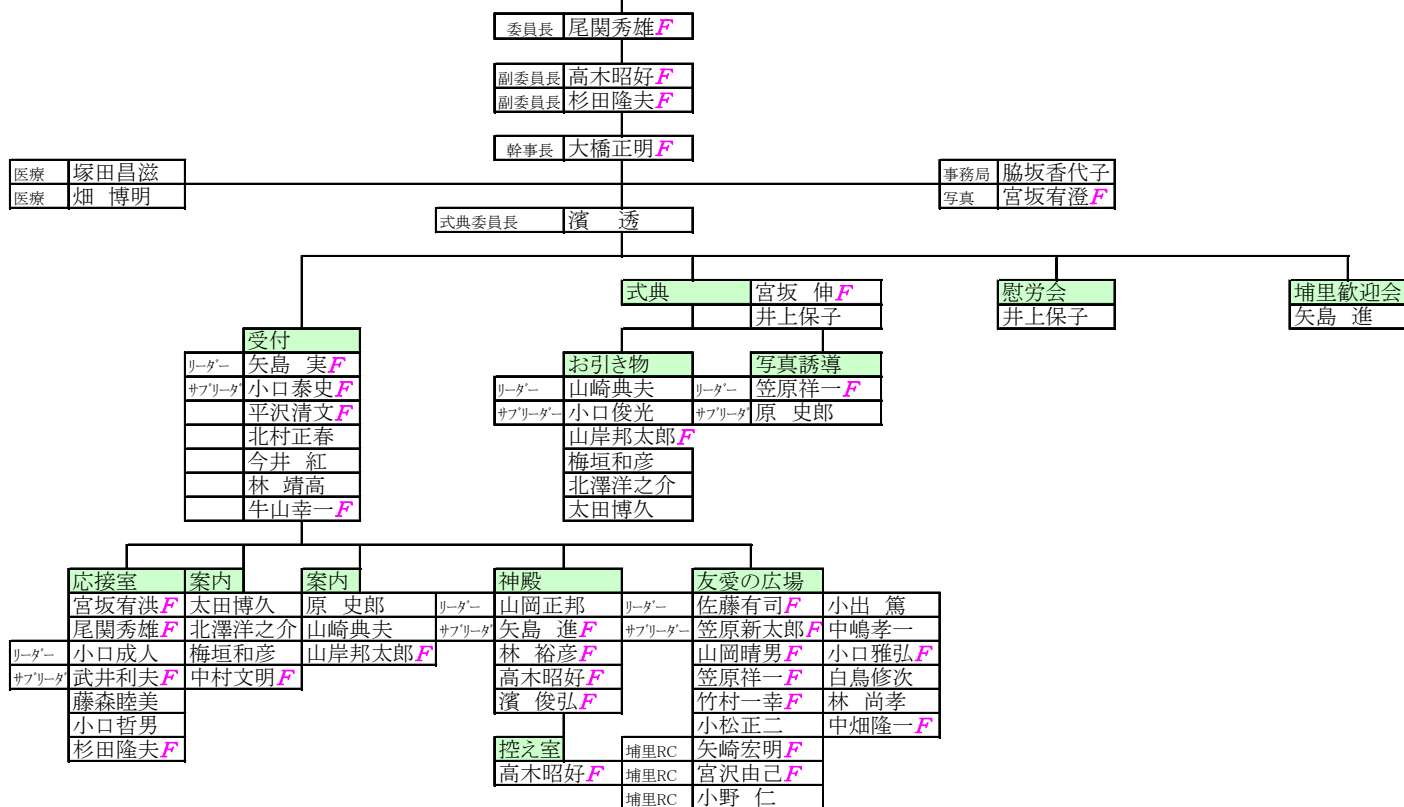 委員長 尾関秀雄F
副委員長 高木昭好F
副委員長 杉田隆夫F
幹事長 大橋正明F
医療 塚田昌滋 事務局 脇坂香代子
医療 畑 博明 写真 宮坂宥澄F
式典委員長 濱 透
式典 宮坂 伸F 慰労会 埔里歓迎会
井上保子 井上保子 矢島 進
受付
リーダー 矢島 実F お引き物 写真誘導
サブリーダ 小口泰史F リーダー 山崎典夫 リーダー 笠原祥一F
平沢清文F サブリーダー 小口俊光 サブリーダ 原 史郎
北村正春 山岸邦太郎F
今井 紅 梅垣和彦
林 靖高 北澤洋之介
牛山幸一F 太田博久
応接室 案内 案内 神殿 友愛の広場
宮坂宥洪F 太田博久 原 史郎 リーダー 山岡正邦 リーダー 佐藤有司F 小出 篤
尾関秀雄F 北澤洋之介 山崎典夫 サブリーダ 矢島 進F サブリーダー 笠原新太郎F 中嶋孝一
リーダー 小口成人 梅垣和彦 山岸邦太郎F 林 裕彦F 山岡晴男F 小口雅弘F
サブリーダ 武井利夫F 中村文明F 高木昭好F 笠原祥一F 白鳥修次
藤森睦美 濱 俊弘F 竹村一幸F 林 尚孝
小口哲男 小松正二 中畑隆一F
杉田隆夫F 控え室 埔里RC 矢崎宏明F
高木昭好F 埔里RC 宮沢由己F
埔里RC 小野 仁